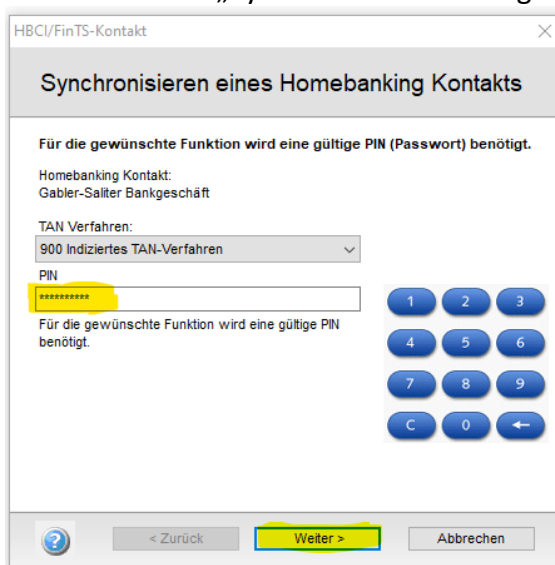 HBCI/FinTS-Kontakt
Synchronisieren eines Homebanking Kontakts
Für die gewünschte Funktion wird eine gültige PIN (Passwort) benötigt.
Homebanking Kontakt:
Gabler-Saliter Bankgeschäft
TAN Verfahren:
900 Indiziertes TAN-Verfahren
PIN
**********
Für die gewünschte Funktion wird eine gültige PIN
benötigt.
1 2 3
4 5 6
7 8 9
C 0 ←
? < Zurück Weiter > Abbrechen